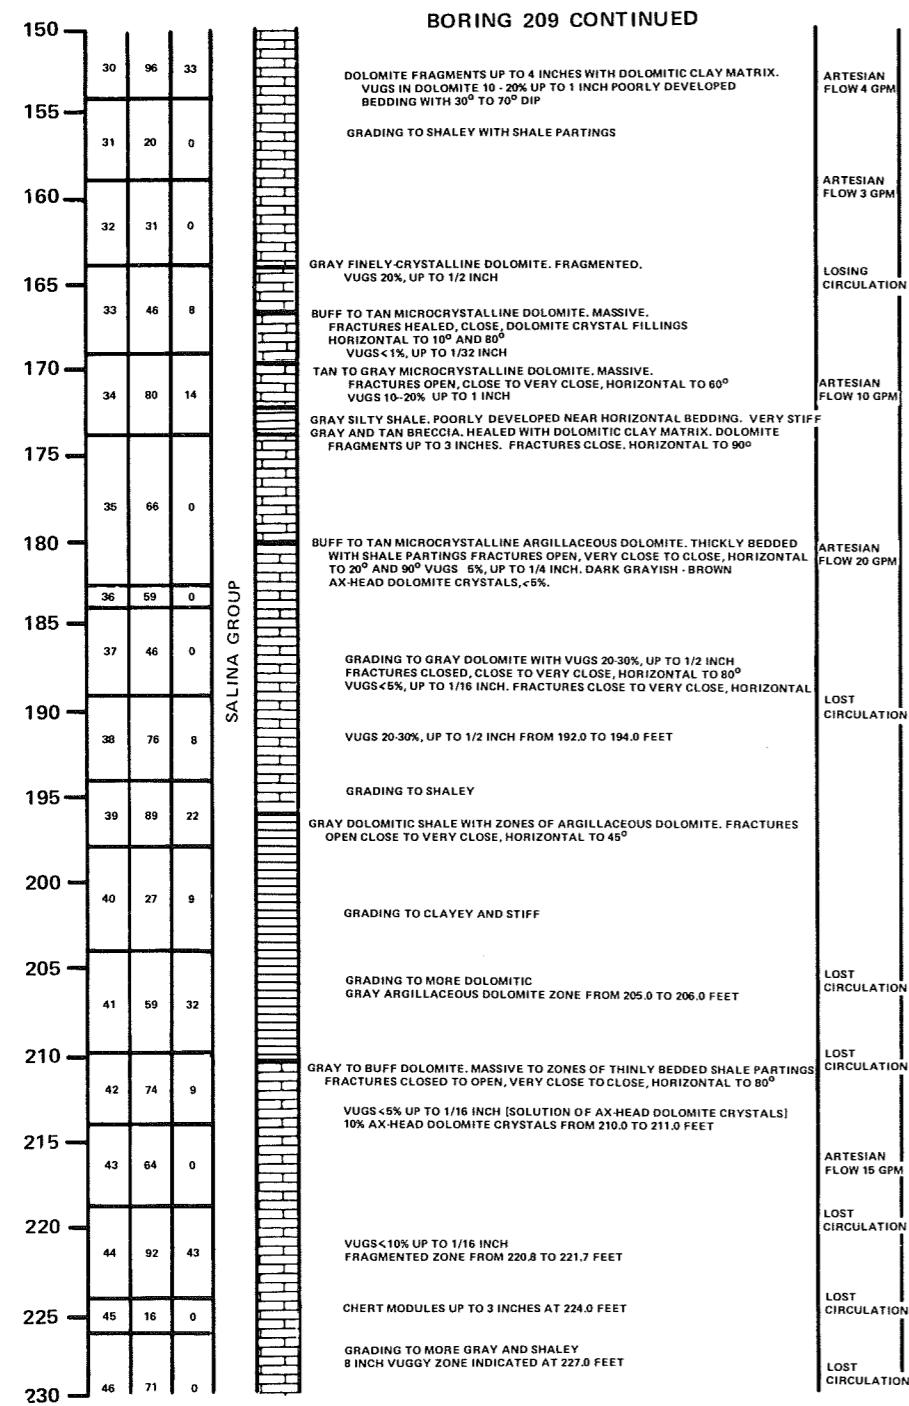 BORING 209 CONTINUED
150
30 96 33
DOLOMITE FRAGMENTS UP TO 4 INCHES WITH DOLOMITIC CLAY MATRIX.
VUGS IN DOLOMITE 10 - 20% UP TO 1 INCH POORLY DEVELOPED
BEDDING WITH 30° TO 70° DIP
ARTESIAN
FLOW 4 GPM
155
31 20 0
GRADING TO SHALEY WITH SHALE PARTINGS
ARTESIAN
FLOW 3 GPM
160
32 31 0
GRAY FINELY-CRYSTALLINE DOLOMITE. FRAGMENTED.
VUGS 20%, UP TO 1/2 INCH
LOSING
CIRCULATION
165
33 46 8
BUFF TO TAN MICROCRYSTALLINE DOLOMITE. MASSIVE.
FRACTURES HEALED, CLOSE, DOLOMITE CRYSTAL FILLINGS
HORIZONTAL TO 10° AND 80°
VUGS<1%, UP TO 1/32 INCH
170
TAN TO GRAY MICROCRYSTALLINE DOLOMITE. MASSIVE.
FRACTURES OPEN, CLOSE TO VERY CLOSE, HORIZONTAL TO 60°
VUGS 10-20% UP TO 1 INCH
ARTESIAN
FLOW 10 GPM
34 80 14
GRAY SILTY SHALE. POORLY DEVELOPED NEAR HORIZONTAL BEDDING. VERY STIFF
GRAY AND TAN BRECCIA. HEALED WITH DOLOMITIC CLAY MATRIX. DOLOMITE
FRAGMENTS UP TO 3 INCHES. FRACTURES CLOSE. HORIZONTAL TO 90°
175
35 66 0
180
BUFF TO TAN MICROCRYSTALLINE ARGILLACEOUS DOLOMITE. THICKLY BEDDED
WITH SHALE PARTINGS FRACTURES OPEN, VERY CLOSE TO CLOSE, HORIZONTAL
TO 20° AND 90° VUGS 5%, UP TO 1/4 INCH. DARK GRAYISH - BROWN
AX-HEAD DOLOMITE CRYSTALS,<5%.
ARTESIAN
FLOW 20 GPM
36 59 0
185
SALINA GROUP
37 46 0
GRADING TO GRAY DOLOMITE WITH VUGS 20-30%, UP TO 1/2 INCH
FRACTURES CLOSED, CLOSE TO VERY CLOSE, HORIZONTAL TO 80°
VUGS<5%, UP TO 1/16 INCH. FRACTURES CLOSE TO VERY CLOSE, HORIZONTAL
190
LOST
CIRCULATION
38 76 8
VUGS 20-30%, UP TO 1/2 INCH FROM 192.0 TO 194.0 FEET
195
GRADING TO SHALEY
39 89 22
GRAY DOLOMITIC SHALE WITH ZONES OF ARGILLACEOUS DOLOMITE. FRACTURES
OPEN CLOSE TO VERY CLOSE, HORIZONTAL TO 45°
200
40 27 9
GRADING TO CLAYEY AND STIFF
205
GRADING TO MORE DOLOMITIC
GRAY ARGILLACEOUS DOLOMITE ZONE FROM 205.0 TO 206.0 FEET
LOST
CIRCULATION
41 59 32
210
GRAY TO BUFF DOLOMITE. MASSIVE TO ZONES OF THINLY BEDDED SHALE PARTINGS
FRACTURES CLOSED TO OPEN, VERY CLOSE TO CLOSE, HORIZONTAL TO 80°
LOST
CIRCULATION
42 74 9
VUGS<5% UP TO 1/16 INCH [SOLUTION OF AX-HEAD DOLOMITE CRYSTALS]
10% AX-HEAD DOLOMITE CRYSTALS FROM 210.0 TO 211.0 FEET
215
43 64 0
ARTESIAN
FLOW 15 GPM
220
LOST
CIRCULATION
44 92 43
VUGS<10% UP TO 1/16 INCH
FRAGMENTED ZONE FROM 220.8 TO 221.7 FEET
225
45 16 0
CHERT MODULES UP TO 3 INCHES AT 224.0 FEET
LOST
CIRCULATION
GRADING TO MORE GRAY AND SHALEY
8 INCH VUGGY ZONE INDICATED AT 227.0 FEET
LOST
CIRCULATION
46 71 0
230